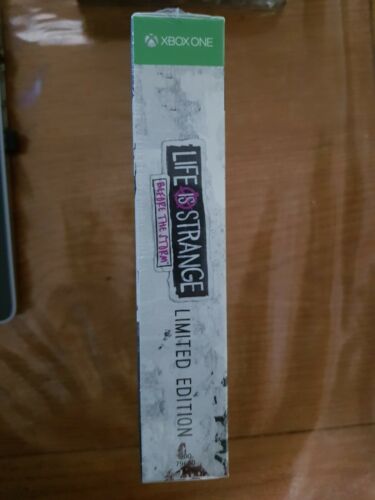 XBOX ONE
LIFE IS STRANGE
BEFORE THE STORM
LIMITED EDITION